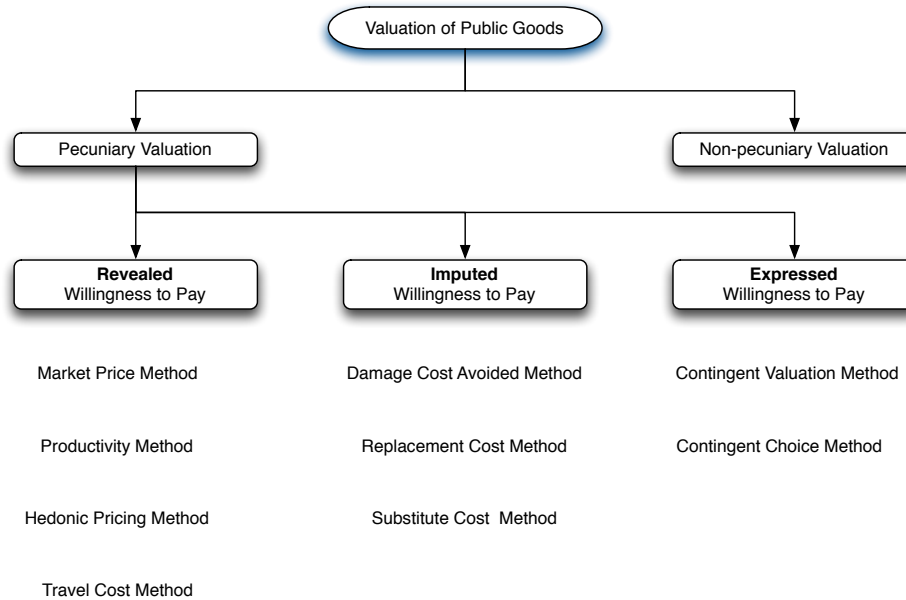 Valuation of Public Goods
Pecuniary Valuation
Non-pecuniary Valuation
Revealed
Willingness to Pay
Imputed
Willingness to Pay
Expressed
Willingness to Pay
Market Price Method
Damage Cost Avoided Method
Contingent Valuation Method
Productivity Method
Replacement Cost Method
Contingent Choice Method
Hedonic Pricing Method
Substitute Cost Method
Travel Cost Method